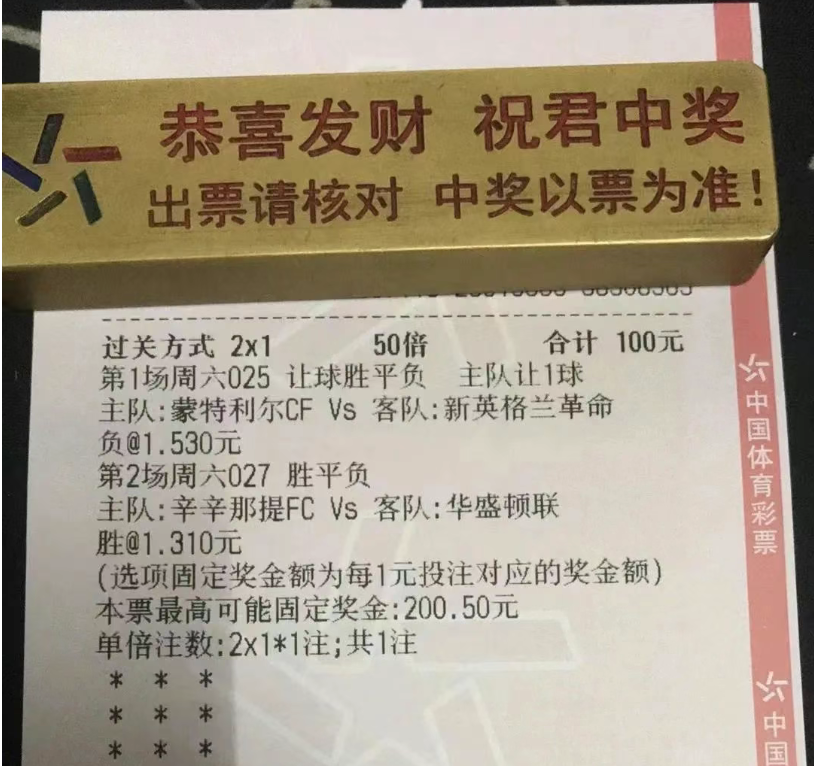 恭喜发财 祝君中奖
出票请核对 中奖以票为准!
过关方式 2x1 50倍 合计 100元
第1场周六025 让球胜平负 主队让1球
主队:蒙特利尔CF Vs 客队:新英格兰革命
负@1.530元
第2场周六027 胜平负
主队:辛辛那提FC Vs 客队:华盛顿联
胜@1.310元
(选项固定奖金额为每1元投注对应的奖金额)
本票最高可能固定奖金:200.50元
单倍注数:2x1*1注;共1注
* * *
* * *
* * *
中国体育彩票
中国